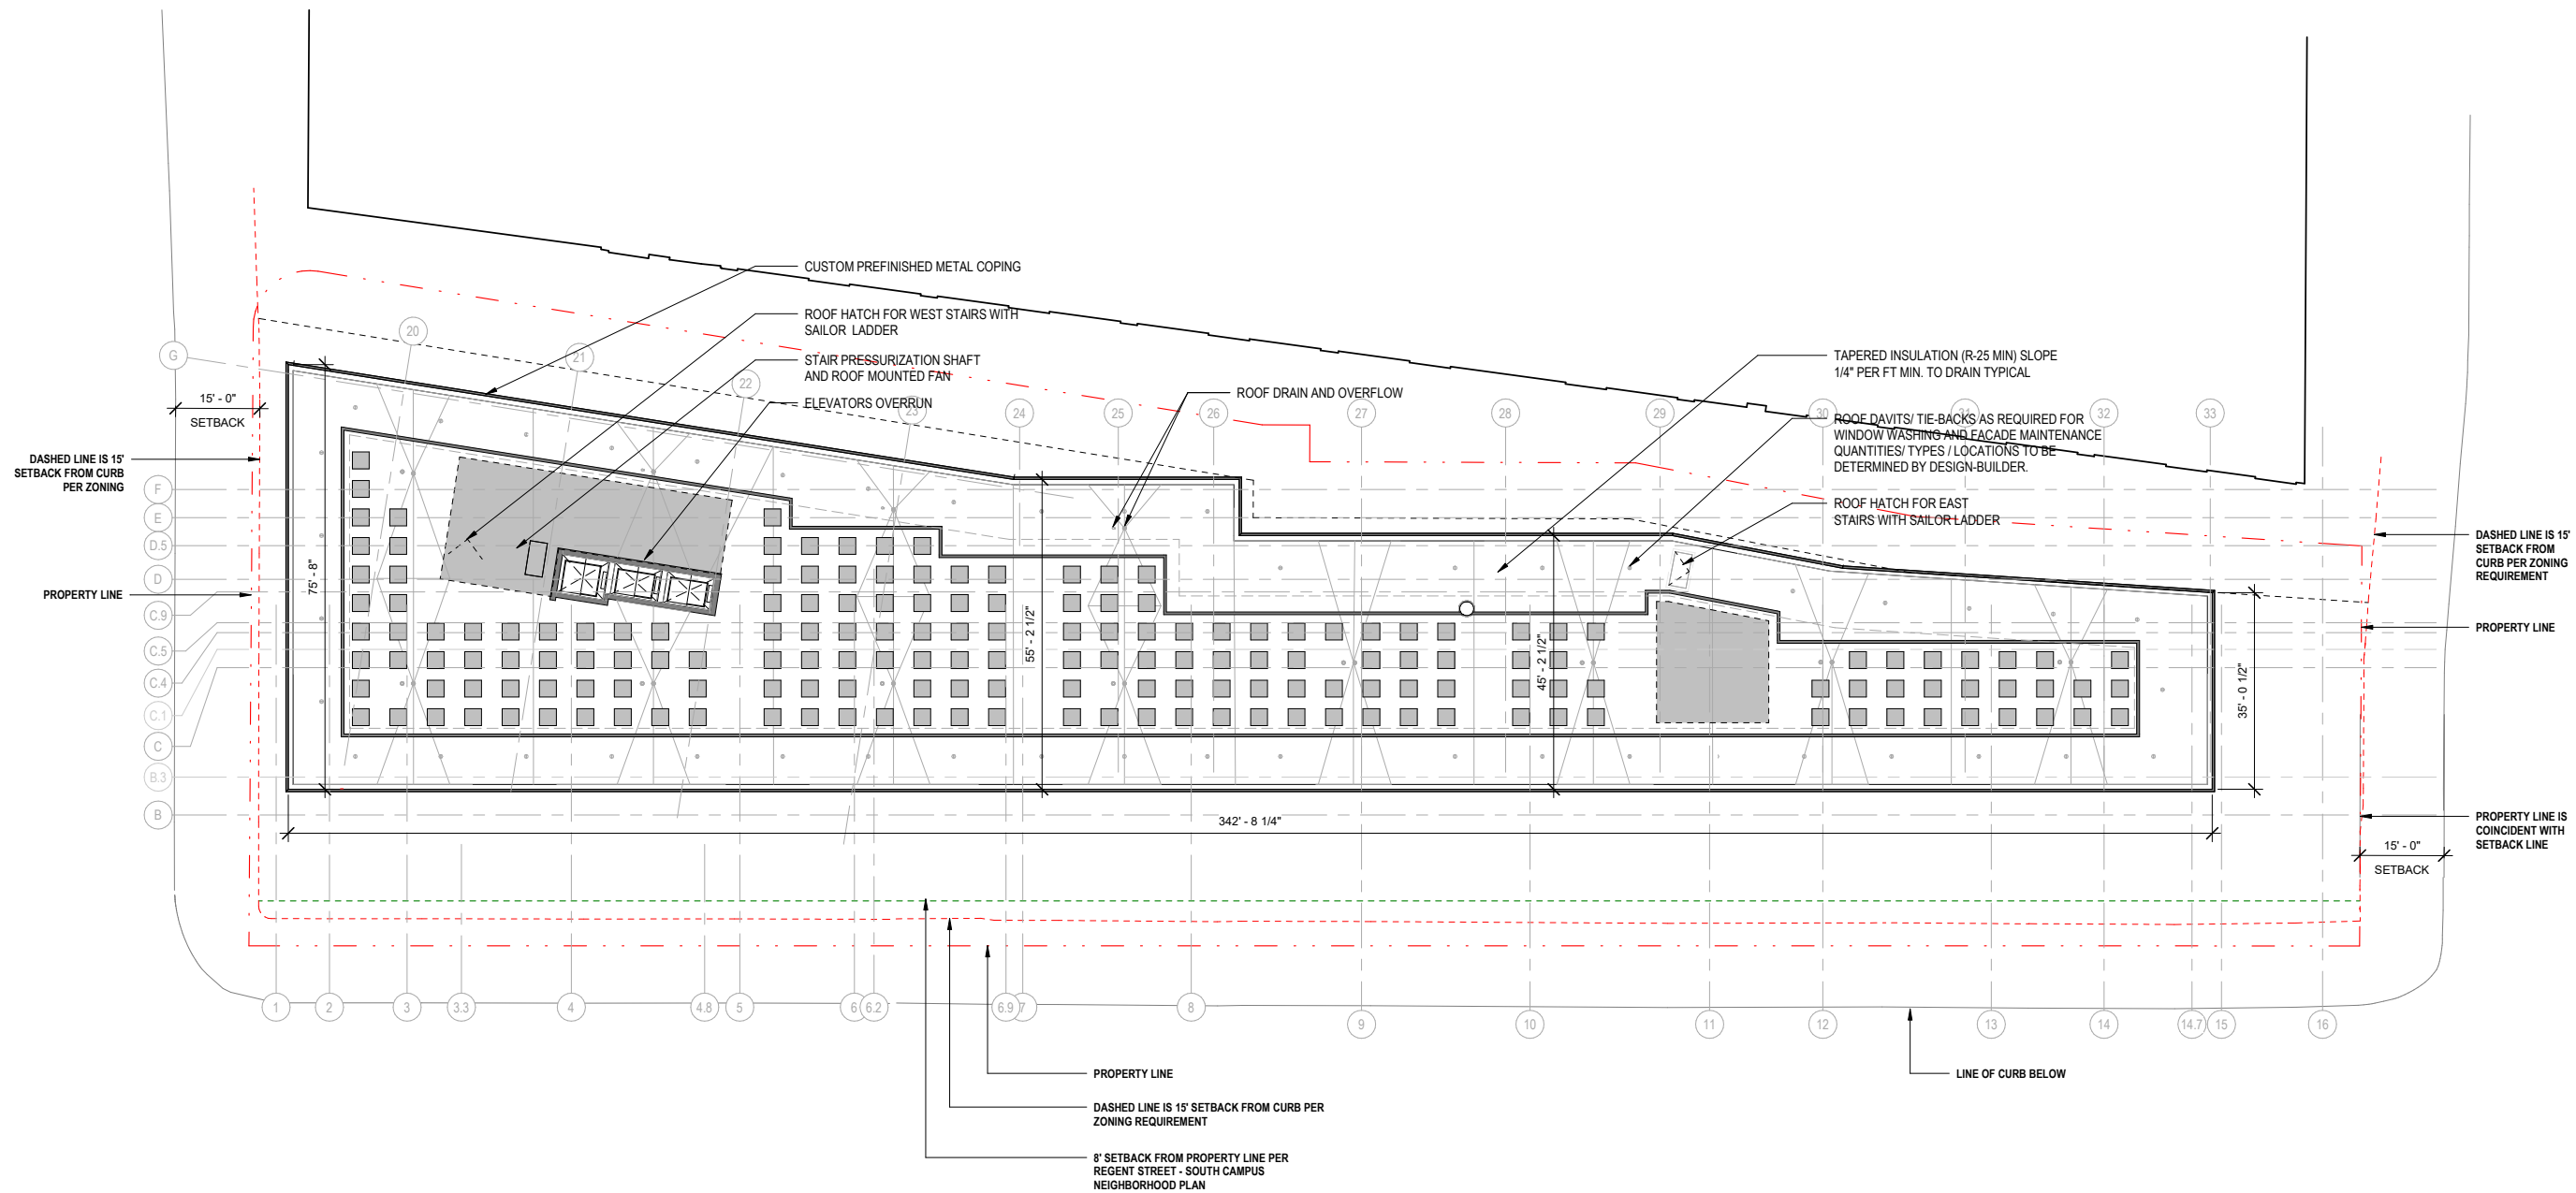 CUSTOM PREFINISHED METAL COPING
ROOF HATCH FOR WEST STAIRS WITH
SAILOR LADDER
STAIR PRESSURIZATION SHAFT
AND ROOF MOUNTED FAN
ELEVATORS OVERRUN
ROOF DRAIN AND OVERFLOW
TAPERED INSULATION (R-25 MIN) SLOPE
1/4" PER FT MIN. TO DRAIN TYPICAL
ROOF DAVITS/ TIE-BACKS AS REQUIRED FOR
WINDOW WASHING AND FACADE MAINTENANCE
QUANTITIES/ TYPES / LOCATIONS TO BE
DETERMINED BY DESIGN-BUILDER.
ROOF HATCH FOR EAST
STAIRS WITH SAILOR LADDER
20
21
22
23
24
25
26
27
28
29
30
31
32
33
G
F
E
D.5
D
C.9
C.5
C.4
C.1
C
B.3
B
15' - 0"
SETBACK
DASHED LINE IS 15'
SETBACK FROM CURB
PER ZONING
PROPERTY LINE
75' - 8"
55' - 2 1/2"
45' - 2 1/2"
35' - 0 1/2"
342' - 8 1/4"
DASHED LINE IS 15'
SETBACK FROM
CURB PER ZONING
REQUIREMENT
PROPERTY LINE
PROPERTY LINE IS
COINCIDENT WITH
SETBACK LINE
15' - 0"
SETBACK
1
2
3
3.3
4
4.8
5
6
6.2
6.9
7
8
9
10
11
12
13
14
14.7
15
16
PROPERTY LINE
DASHED LINE IS 15' SETBACK FROM CURB PER
ZONING REQUIREMENT
8' SETBACK FROM PROPERTY LINE PER
REGENT STREET - SOUTH CAMPUS
NEIGHBORHOOD PLAN
LINE OF CURB BELOW